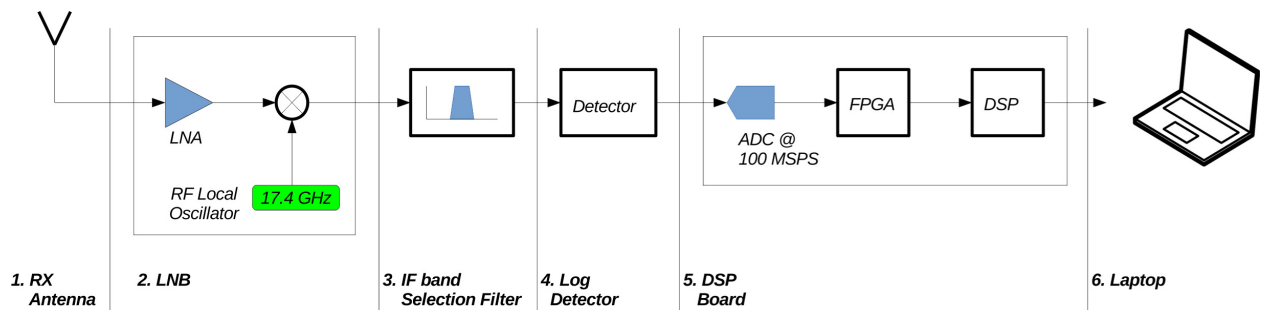 LNA
RF Local
Oscillator
17.4 GHz
Detector
ADC @
100 MSPS
FPGA
DSP
1. RX
Antenna
2. LNB
3. IF band
Selection Filter
4. Log
Detector
5. DSP
Board
6. Laptop